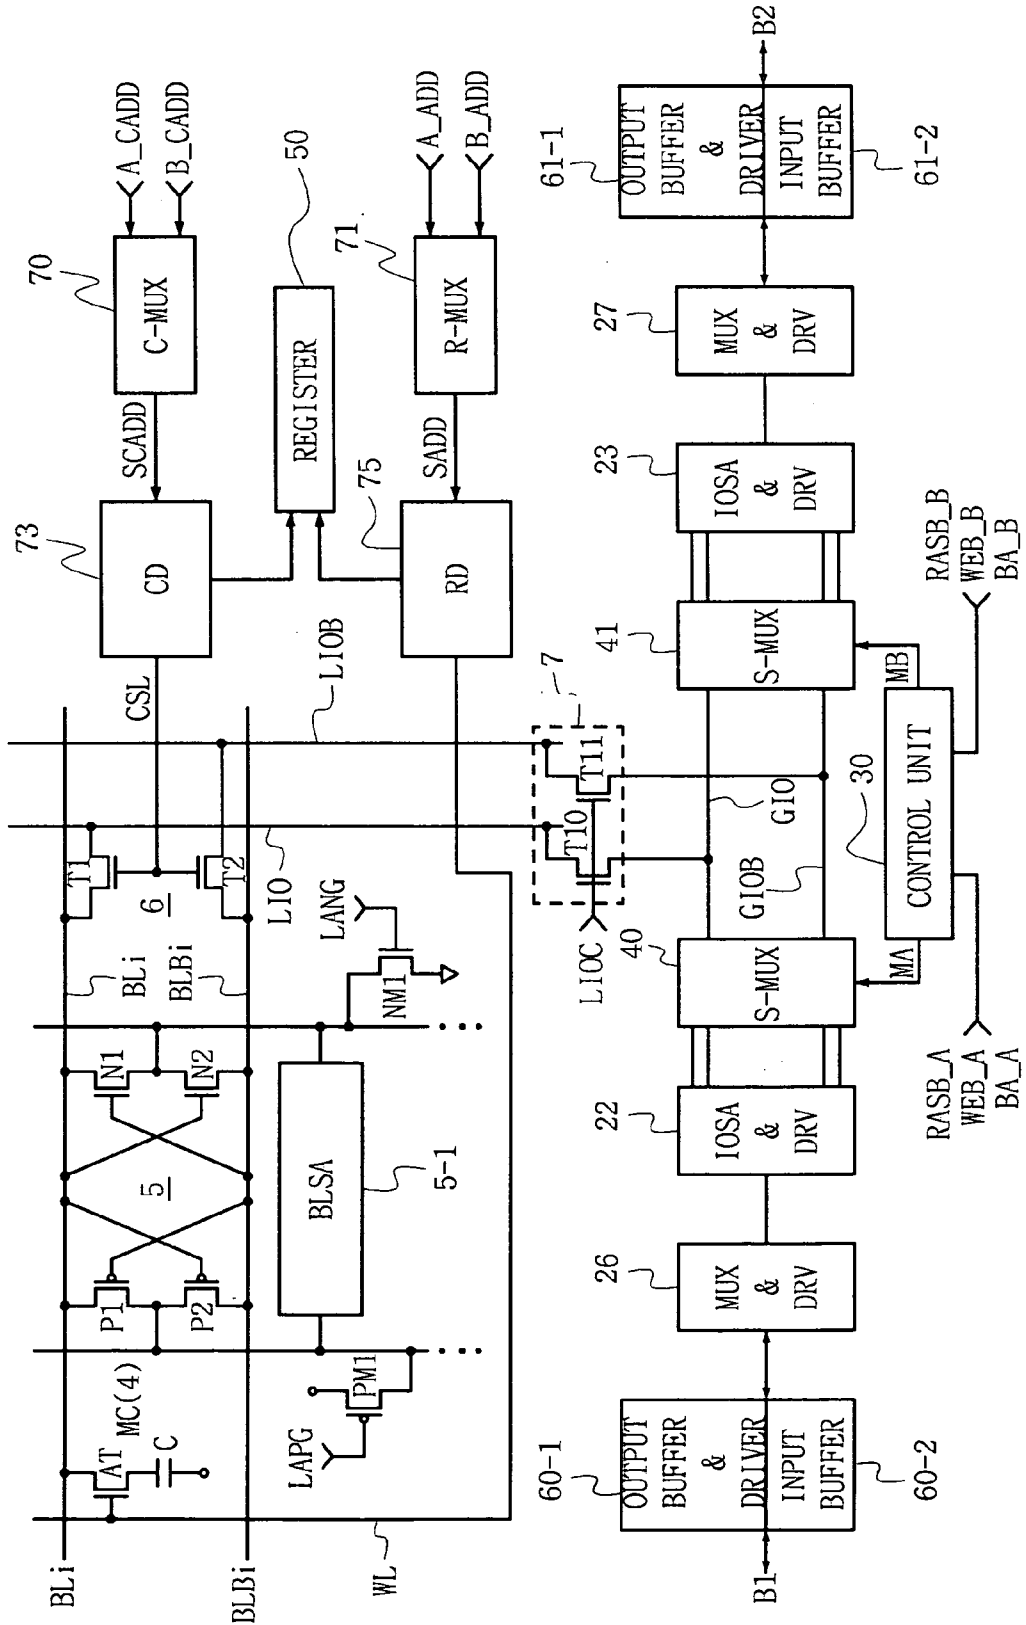 BLi
BLBi
WL
AT
MC(4)
C
P1
P2
5
N1
N2
BLi
BLBi
T1
T2
6
CSL
LIO
LIOB
LAPG
PM1
BLSA
5-1
NM1
LANG
73
CD
SCADD
70
C-MUX
A_CADD
B_CADD
50
REGISTER
75
RD
SADD
71
R-MUX
A_ADD
B_ADD
7
T10
T11
LIOC
GIO
GIOB
B1
60-1
OUTPUT
BUFFER
&
DRIVER
INPUT
BUFFER
60-2
26
MUX
&
DRV
22
IOSA
&
DRV
40
S-MUX
41
S-MUX
23
IOSA
&
DRV
27
MUX
&
DRV
61-1
OUTPUT
BUFFER
&
DRIVER
INPUT
BUFFER
61-2
B2
MA
MB
30
CONTROL UNIT
RASB_A
WEB_A
BA_A
RASB_B
WEB_B
BA_B